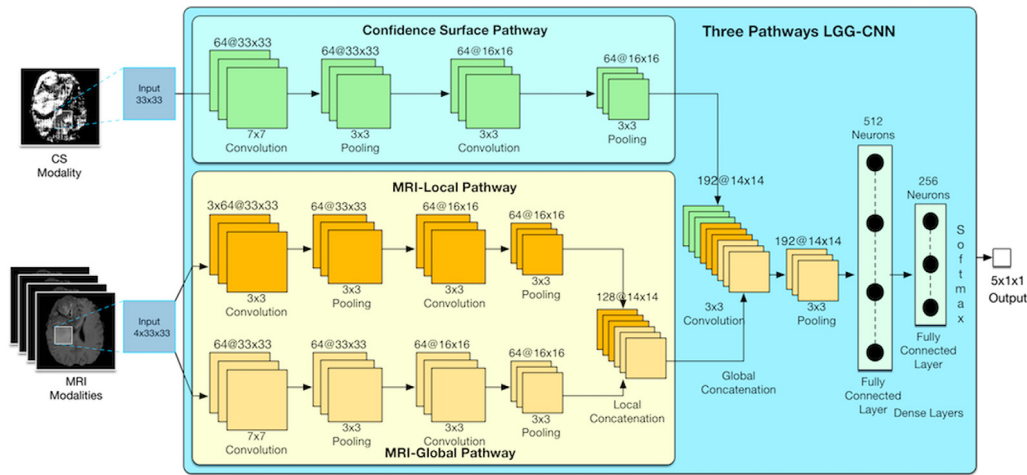 Confidence Surface Pathway
Three Pathways LGG-CNN
64@33x33
64@33x33
64@16x16
64@16x16
Input
33x33
7x7
Convolution
3x3
Pooling
3x3
Convolution
3x3
Pooling
CS
Modality
MRI-Local Pathway
3x64@33x33
64@33x33
64@16x16
64@16x16
3x3
Convolution
3x3
Pooling
3x3
Convolution
3x3
Pooling
Input
4x33x33
MRI
Modalities
64@33x33
64@33x33
64@16x16
64@16x16
7x7
Convolution
3x3
Pooling
3x3
Convolution
3x3
Pooling
MRI-Global Pathway
128@14x14
Local
Concatenation
192@14x14
3x3
Convolution
Global
Concatenation
192@14x14
3x3
Pooling
512
Neurons
Fully
Connected
Layer
256
Neurons
Fully
Connected
Layer
Dense Layers
Softmax
5x1x1
Output